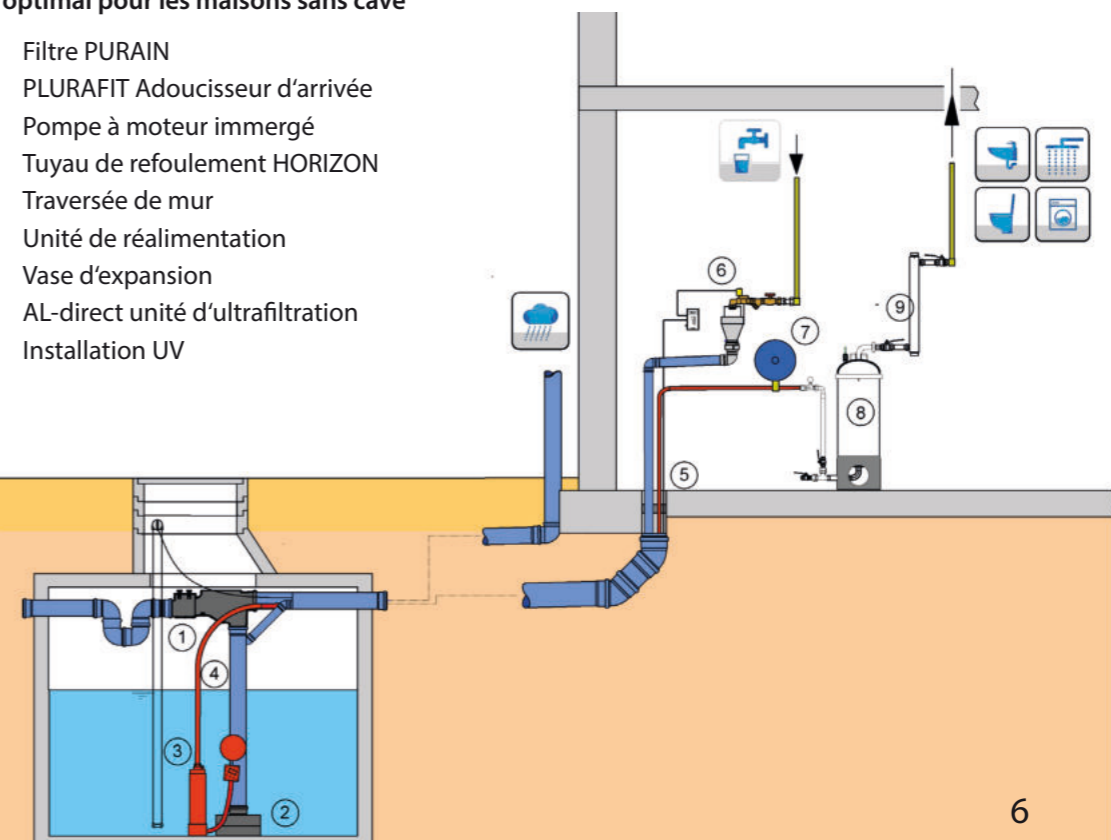 optimal pour les maisons sans cave
Filtre PURAIN
PLURAFIT Adoucisseur d‘arrivée
Pompe à moteur immergé
Tuyau de refoulement HORIZON
Traversée de mur
Unité de réalimentation
Vase d‘expansion
AL-direct unité d‘ultrafiltration
Installation UV
6
7
9
8
5
1
4
3
2
6